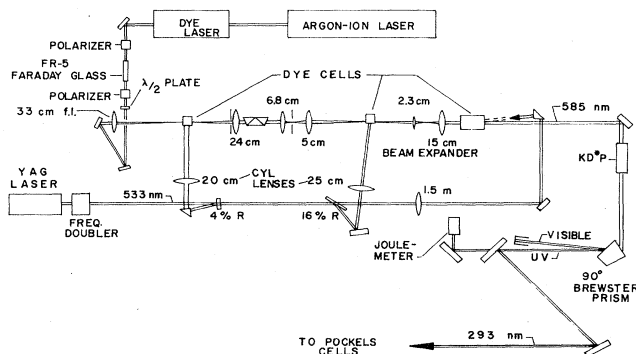 DYE
LASER
ARGON-ION LASER
POLARIZER
FR-5
FARADAY GLASS
λ/2 PLATE
POLARIZER
DYE CELLS
33 cm f.l.
6.8 cm
2.3 cm
585 nm
24 cm
5 cm
15 cm
BEAM EXPANDER
KD*P
YAG
LASER
20 cm
CYL
LENSES
25 cm
533 nm
1.5 m
FREQ.
DOUBLER
4% R
16% R
JOULE-
METER
VISIBLE
UV
90°
BREWSTER
PRISM
TO POCKELS
CELLS
293 nm